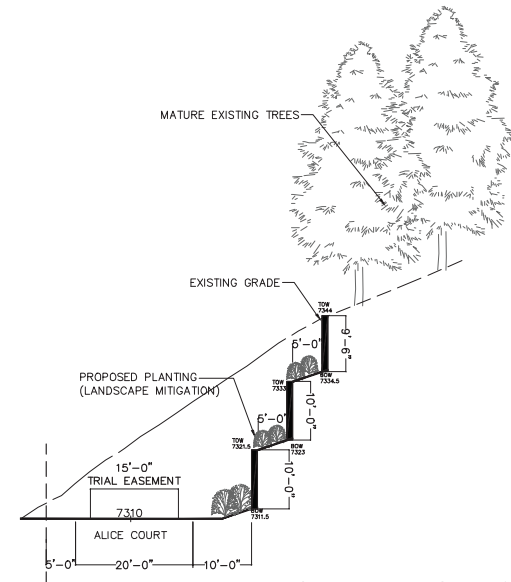 MATURE EXISTING TREES
EXISTING GRADE
TOW
7344
5'-0"
9'-6"
TOW
7333
BOW
7334.5
PROPOSED PLANTING
(LANDSCAPE MITIGATION)
5'-0"
10'-0"
TOW
7321.5
BOW
7323
15'-0"
TRIAL EASEMENT
10'-0"
7310
BOW
7311.5
ALICE COURT
5'-0"
20'-0"
10'-0"